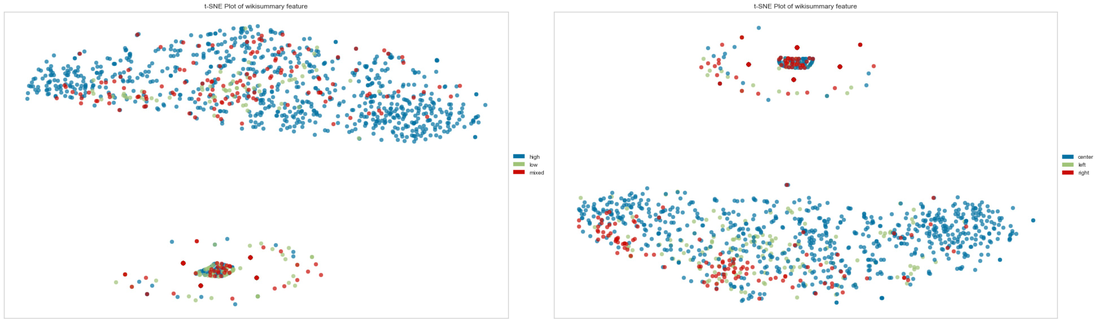 t-SNE Plot of wikisummary feature
high
low
mixed
t-SNE Plot of wikisummary feature
center
left
right